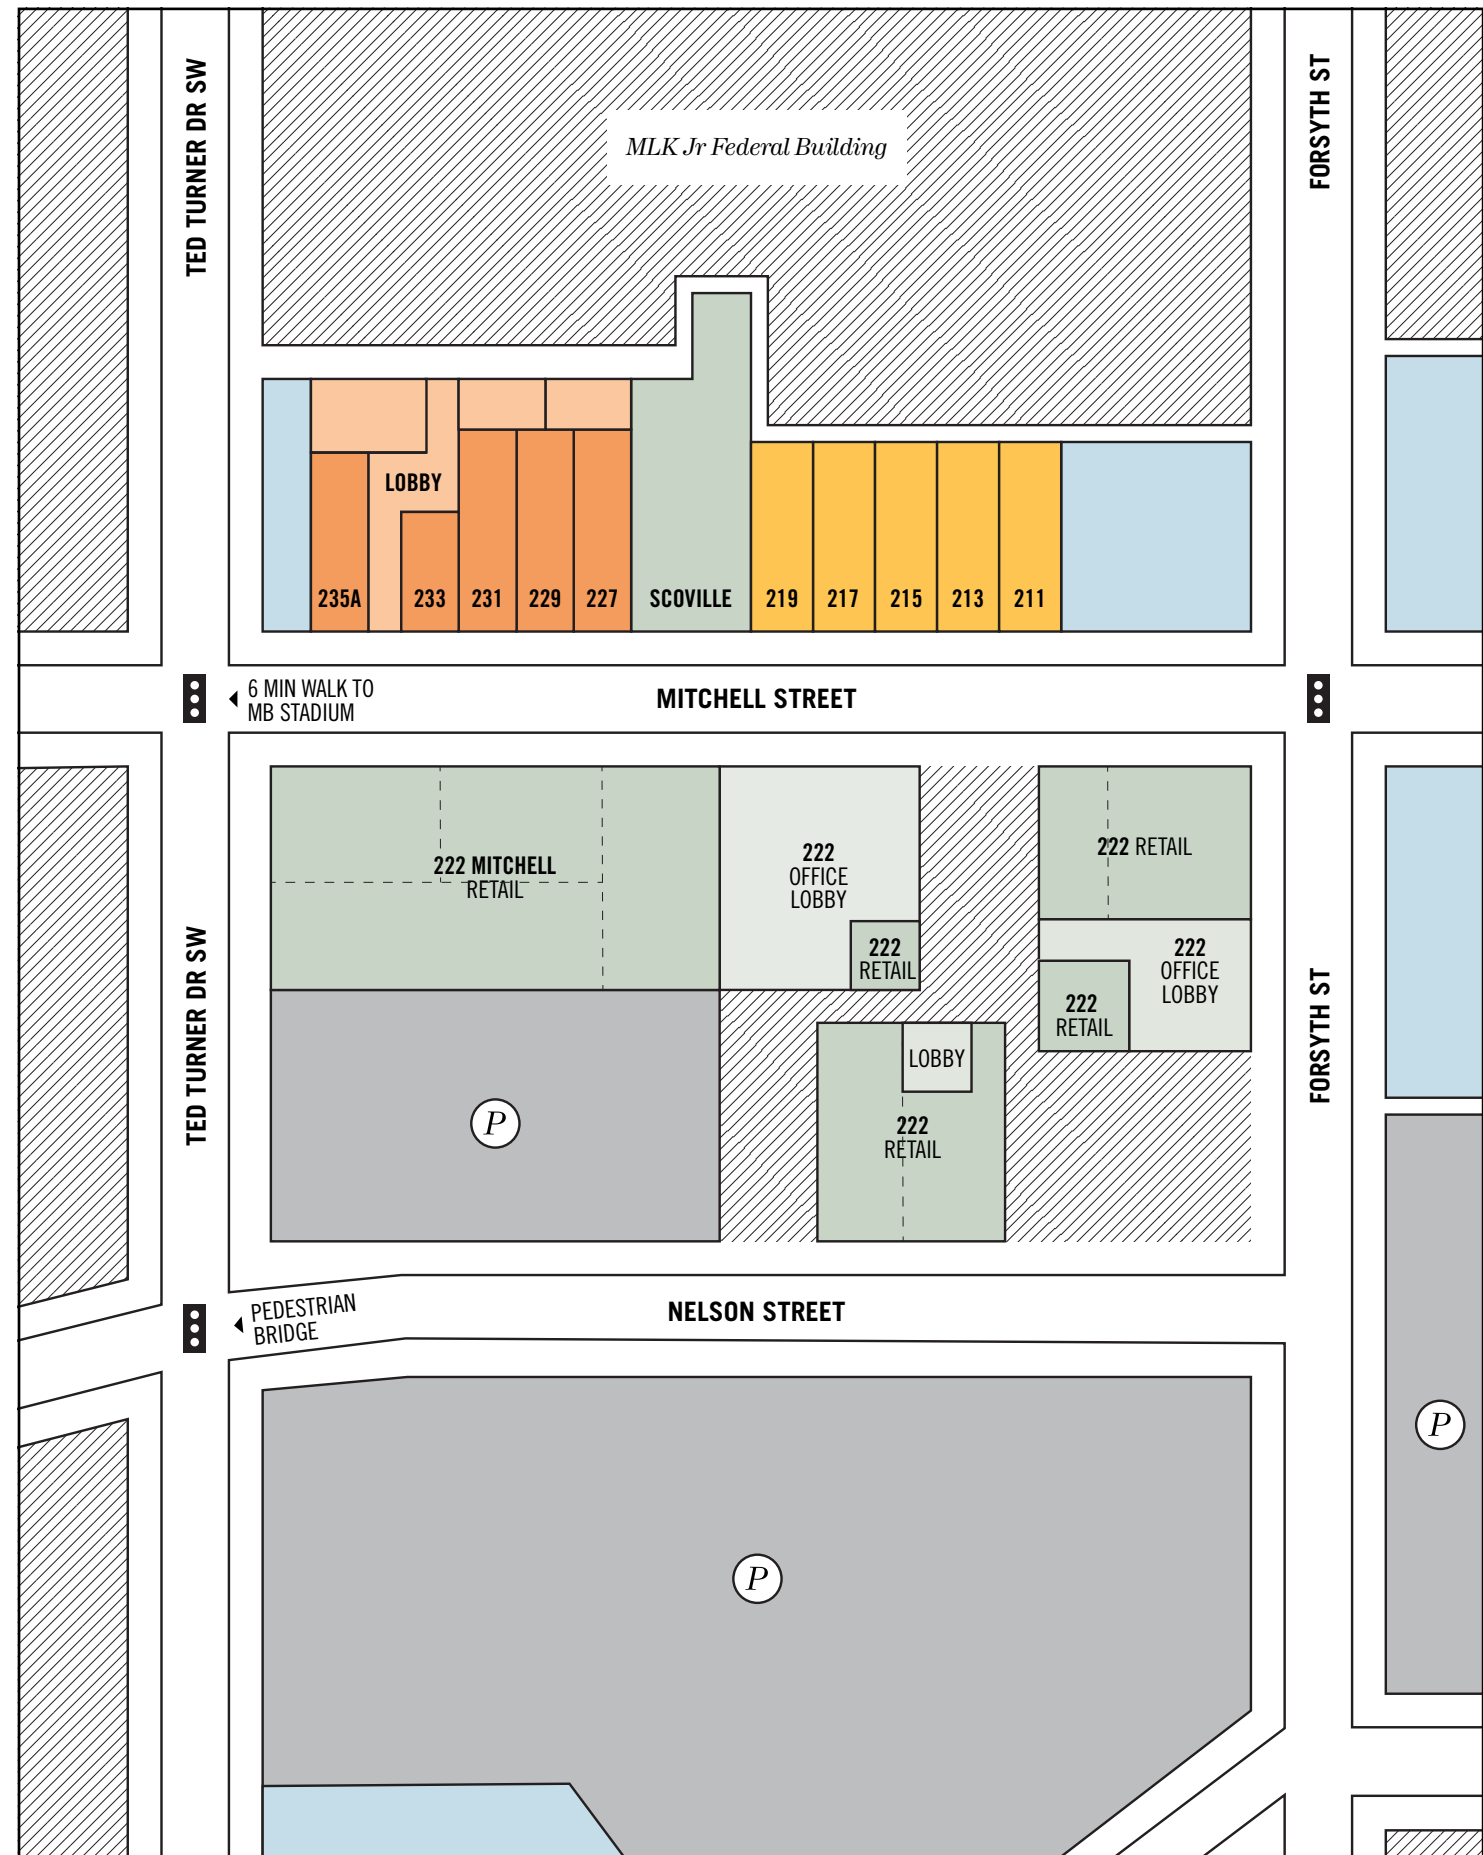 TED TURNER DR SW
FORSYTH ST
MLK Jr Federal Building
LOBBY
235A
233
231
229
227
SCOVILLE
219
217
215
213
211
6 MIN WALK TO
MB STADIUM
MITCHELL STREET
222 MITCHELL
RETAIL
222
OFFICE
LOBBY
222
RETAIL
222 RETAIL
222
OFFICE
LOBBY
222
RETAIL
TED TURNER DR SW
FORSYTH ST
LOBBY
222
RETAIL
P
PEDESTRIAN
BRIDGE
NELSON STREET
P
P